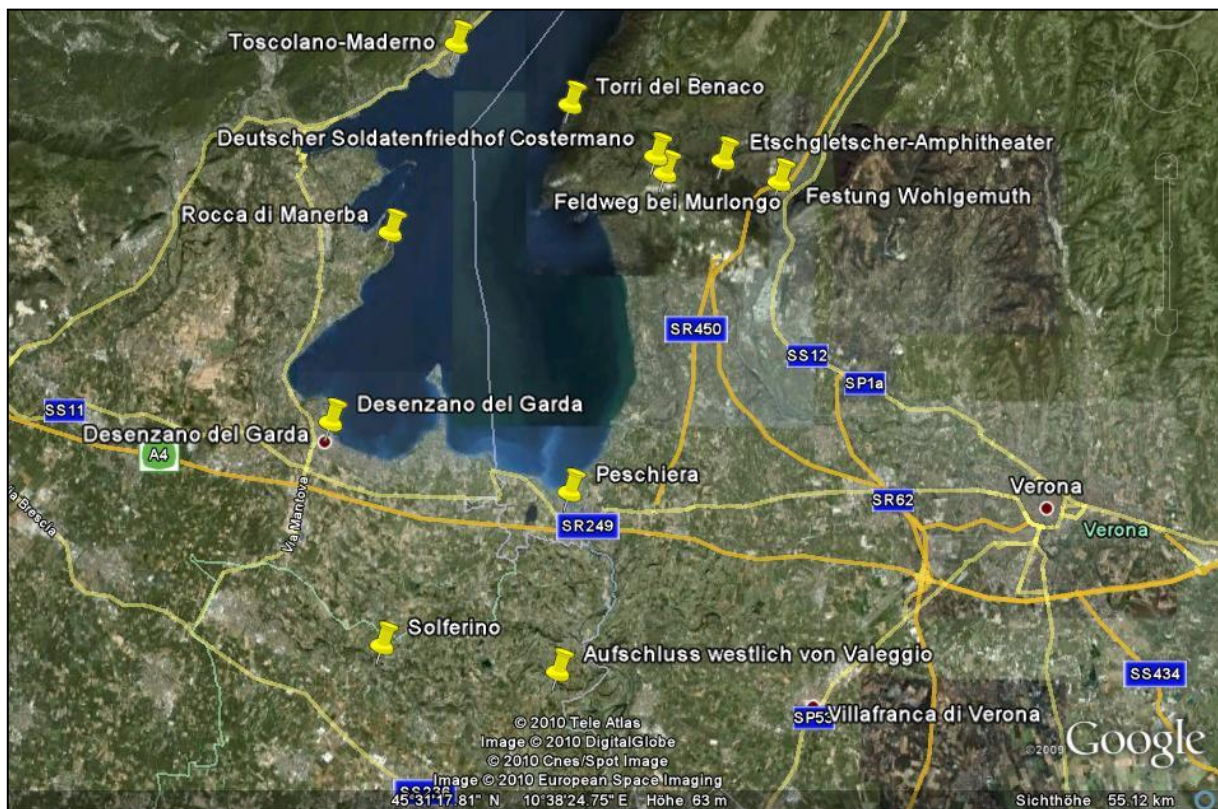 Toscolano-Maderno
Torri del Benaco
Deutscher Soldatenfriedhof Costermano
Etschgletscher-Amphitheater
Feldweg bei Murlongo
Festung Wohlgemuth
Rocca di Manerba
SR450
SS12
SP1a
SS11
Desenzano del Garda
Desenzano del Garda
A4
Via Brescia
Via Mantova
Peschiera
SR249
SR62
Verona
Verona
Solferino
Aufschluss westlich von Valeggio
SS434
SP53
Villafranca di Verona
© 2010 Tele Atlas
Image © 2010 DigitalGlobe
© 2010 Cnes/Spot Image
Image © 2010 European Space Imaging
©2009 Google
SS236
45°31'17.81" N 10°38'24.75" E Höhe 63 m
Sichthöhe 55.12 km